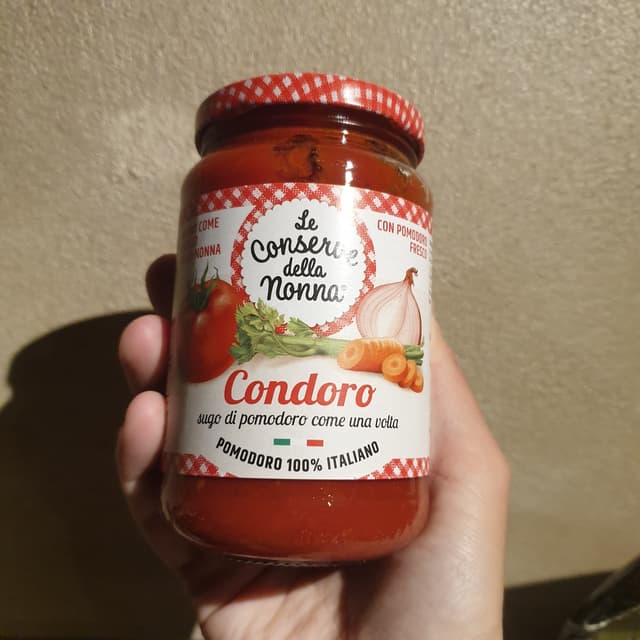 COME
NONNA
Le
Conserve
della
Nonna
CON POMODORO
FRESCO
Condoro
sugo di pomodoro come una volta
POMODORO 100% ITALIANO